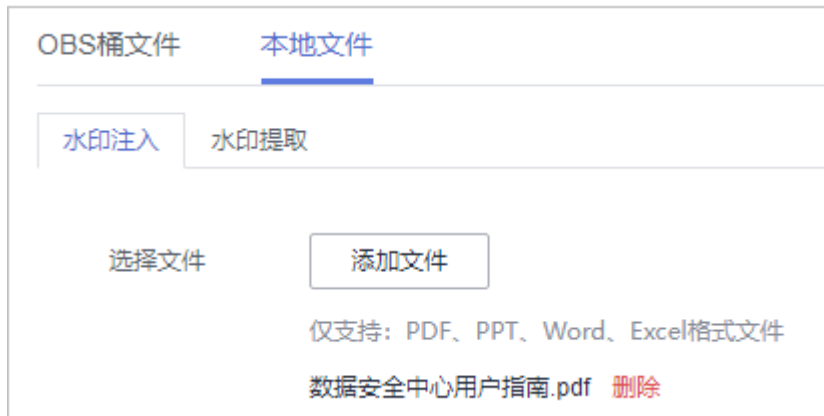 OBS桶文件 本地文件
水印注入 水印提取
选择文件 添加文件
仅支持：PDF、PPT、Word、Excel格式文件
数据安全中心用户指南.pdf 删除